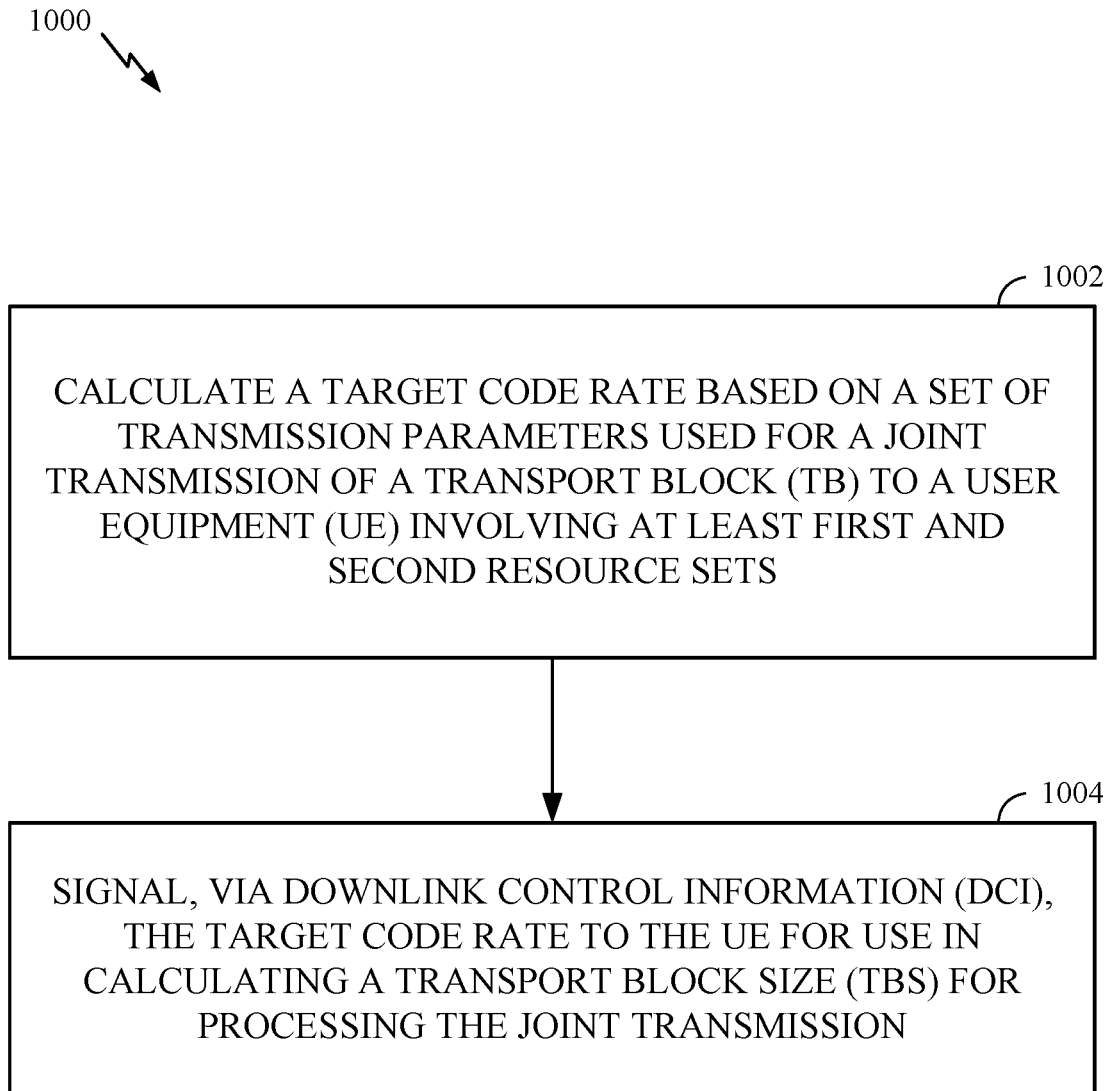 1000
1002
CALCULATE A TARGET CODE RATE BASED ON A SET OF
TRANSMISSION PARAMETERS USED FOR A JOINT
TRANSMISSION OF A TRANSPORT BLOCK (TB) TO A USER
EQUIPMENT (UE) INVOLVING AT LEAST FIRST AND
SECOND RESOURCE SETS
1004
SIGNAL, VIA DOWNLINK CONTROL INFORMATION (DCI),
THE TARGET CODE RATE TO THE UE FOR USE IN
CALCULATING A TRANSPORT BLOCK SIZE (TBS) FOR
PROCESSING THE JOINT TRANSMISSION